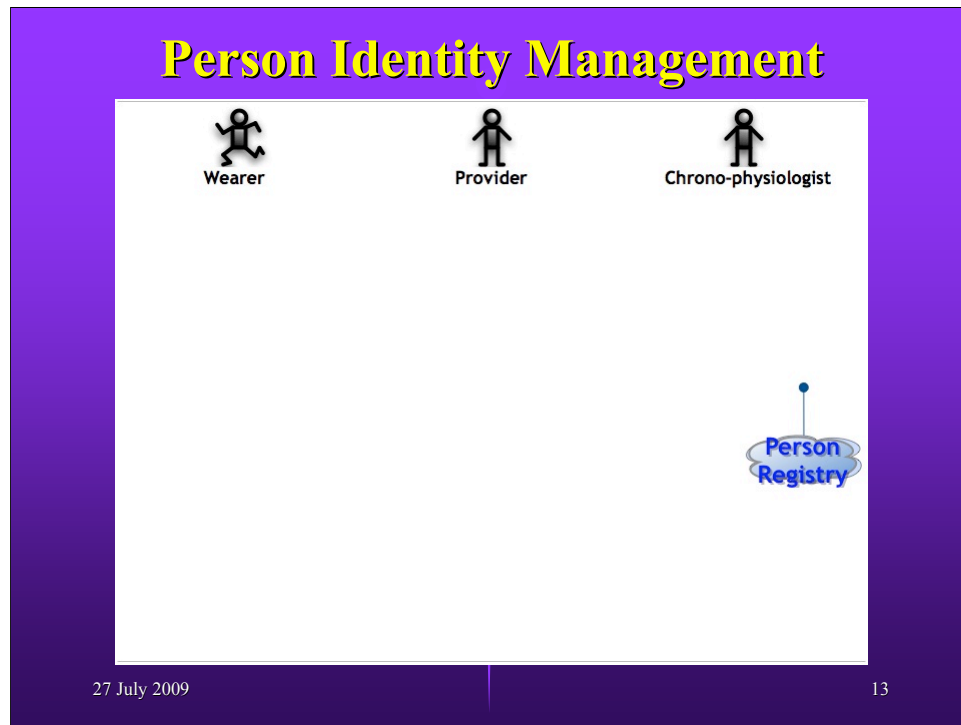 Person Identity Management
Wearer Provider Chrono-physiologist
Person
Registry
27 July 2009 13